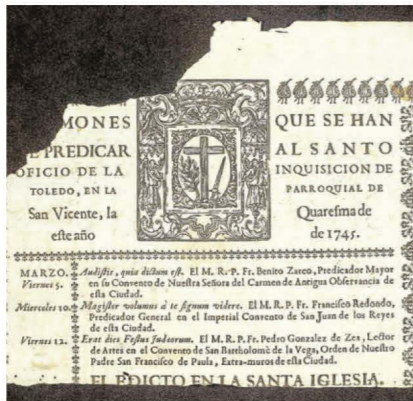 MONES QUE SE HAN
PREDICAR AL SANTO
OFICIO DE LA INQUISICION DE
TOLEDO, EN LA PARROQUIAL DE
San Vicente, la Quaresma de
este año de 1745.
MARZO. Audistis, quia dictum est. El M. R. P. Fr. Benito Zarco, Predicador Mayor
Viernes 5. en su Convento de Nuestra Señora del Carmen de Antigua Observancia de
esta Ciudad.
Miercoles 10. Magister volumus à te signum videre. El M. R. P. Fr. Francisco Redondo,
Predicador General en el Imperial Convento de San Juan de los Reyes
de esta Ciudad.
Viernes 12. Erat dies Festus Judæorum. El M. R. P. Fr. Pedro Gonzalez de Zea, Lector
de Artes en el Convento de San Bartholomè de la Vega, Orden de Nuestro
Padre San Francisco de Paula, Extra-muros de esta Ciudad.
EL EDICTO EN LA SANTA IGLESIA.